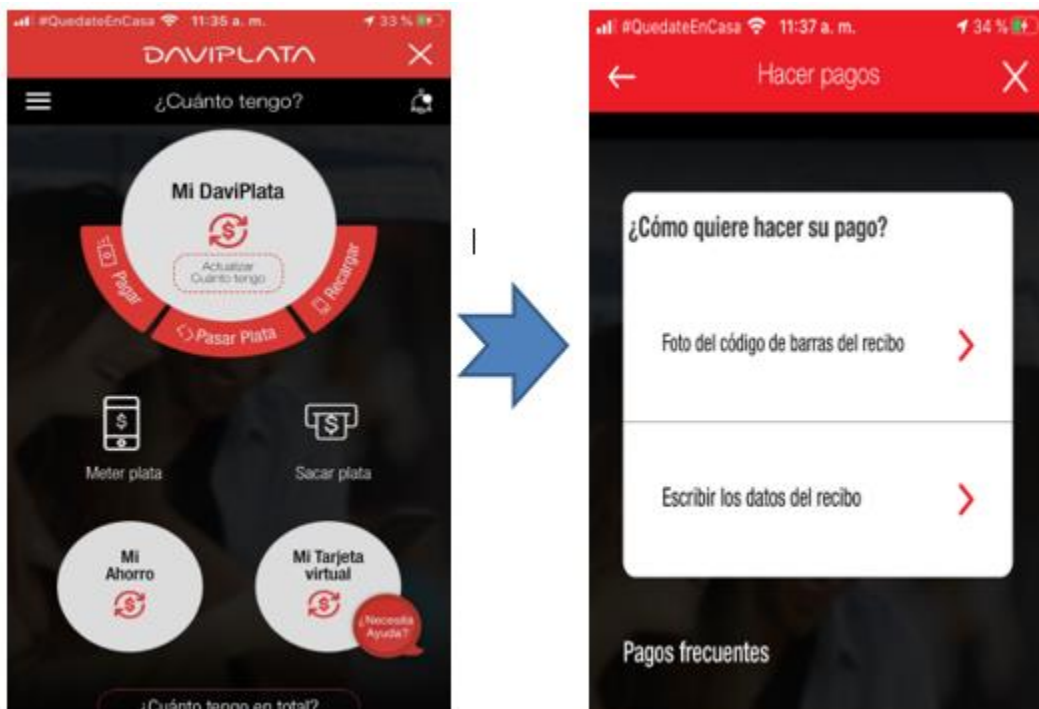 #QuedateEnCasa 11:35 a. m. 33 %
DAVIPLATA
¿Cuánto tengo?
Mi DaviPlata
Actualizar
Cuánto tengo
Pagar
Pasar Plata
Recargar
Meter plata
Sacar plata
Mi
Ahorro
Mi Tarjeta
virtual
¿Necesita
Ayuda?
¿Cuánto tengo en total?
#QuedateEnCasa 11:37 a. m. 34 %
Hacer pagos
¿Cómo quiere hacer su pago?
Foto del código de barras del recibo
Escribir los datos del recibo
Pagos frecuentes